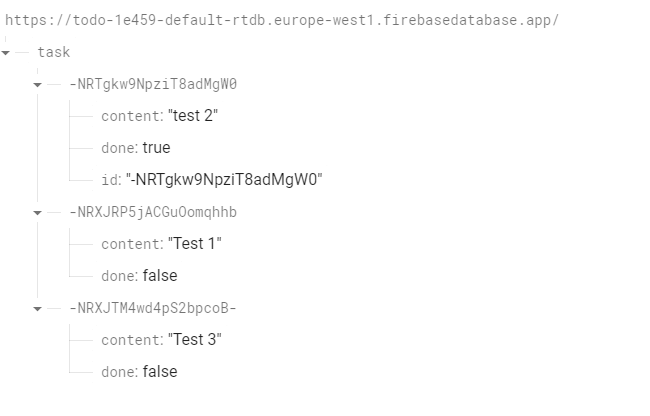 https://todo-1e459-default-rtdb.europe-west1.firebasedatabase.app/
task
-NRTgkw9NpziT8adMgW0
content: "test 2"
done: true
id: "-NRTgkw9NpziT8adMgW0"
-NRXJRP5jACGuOomqhhb
content: "Test 1"
done: false
-NRXJTM4wd4pS2bpcoB-
content: "Test 3"
done: false